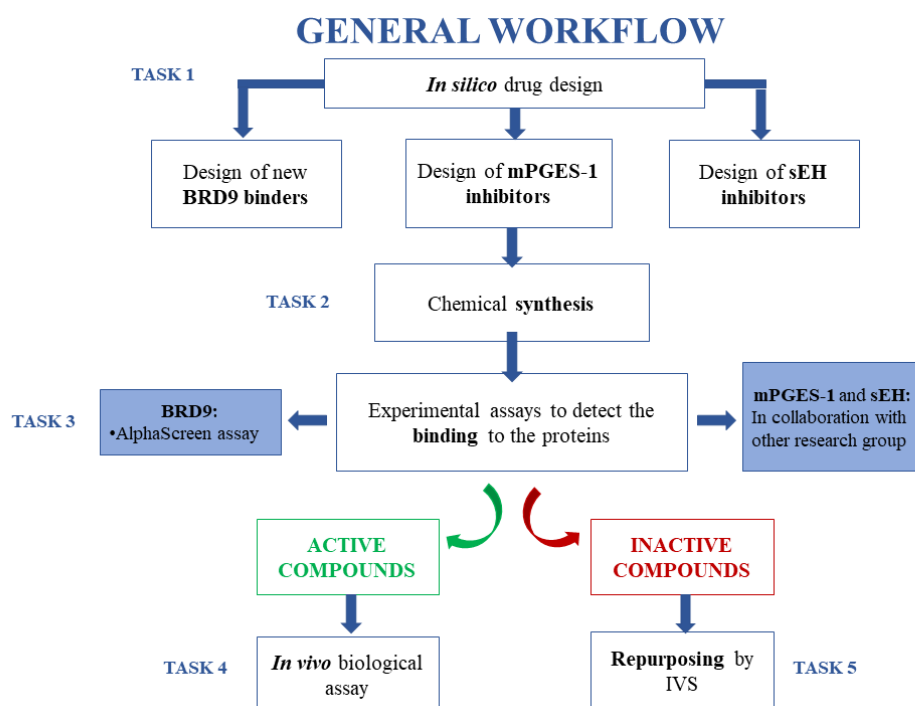 GENERAL WORKFLOW
TASK 1
In silico drug design
Design of new
BRD9 binders
Design of mPGES-1
inhibitors
Design of sEH
inhibitors
TASK 2
Chemical synthesis
TASK 3
BRD9:
•AlphaScreen assay
Experimental assays to detect the
binding to the proteins
mPGES-1 and sEH:
In collaboration with
other research group
ACTIVE
COMPOUNDS
INACTIVE
COMPOUNDS
TASK 4
In vivo biological
assay
Repurposing by
IVS
TASK 5